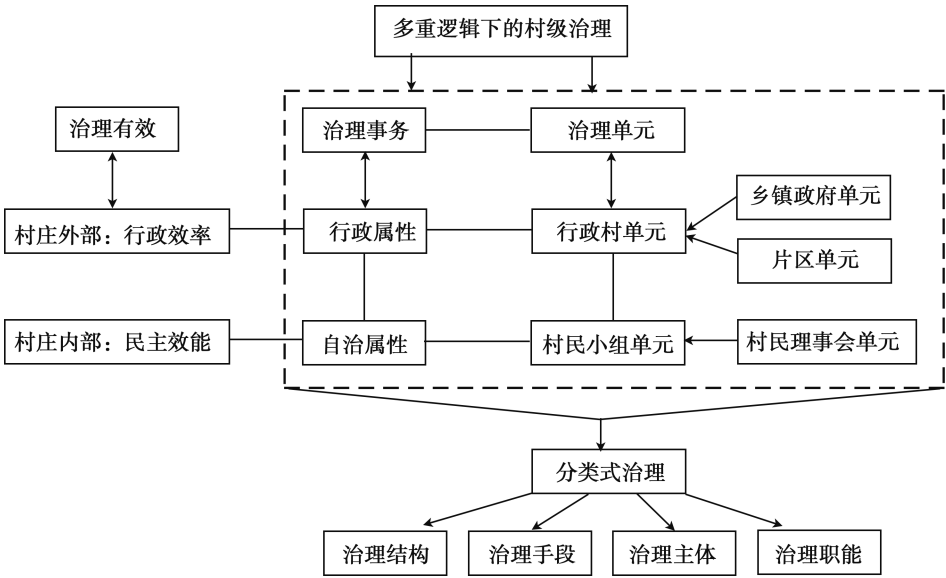 多重逻辑下的村级治理
治理有效
治理事务
治理单元
乡镇政府单元
村庄外部：行政效率
行政属性
行政村单元
片区单元
村庄内部：民主效能
自治属性
村民小组单元
村民理事会单元
分类式治理
治理结构
治理手段
治理主体
治理职能